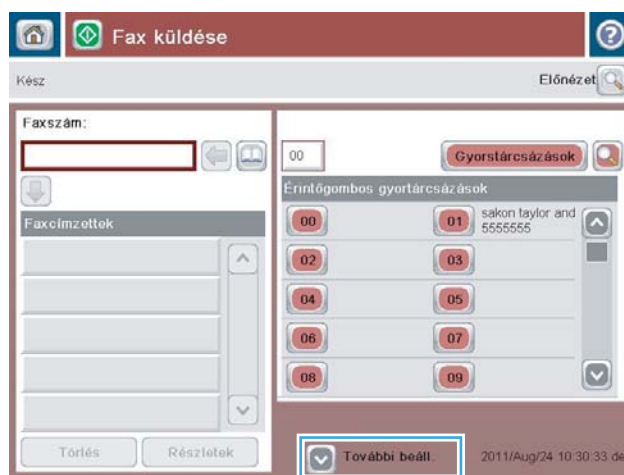 Fax küldése
Kész
Előnézet
Faxszám:
00
Gyorstárcsázások
Érintőgombos gyortárcsázások
Faxcímzettek
00
01
sakon taylor and
5555555
02
03
04
05
06
07
08
09
Törlés
Részletek
További beáll.
2011/Aug/24 10:30:33 de